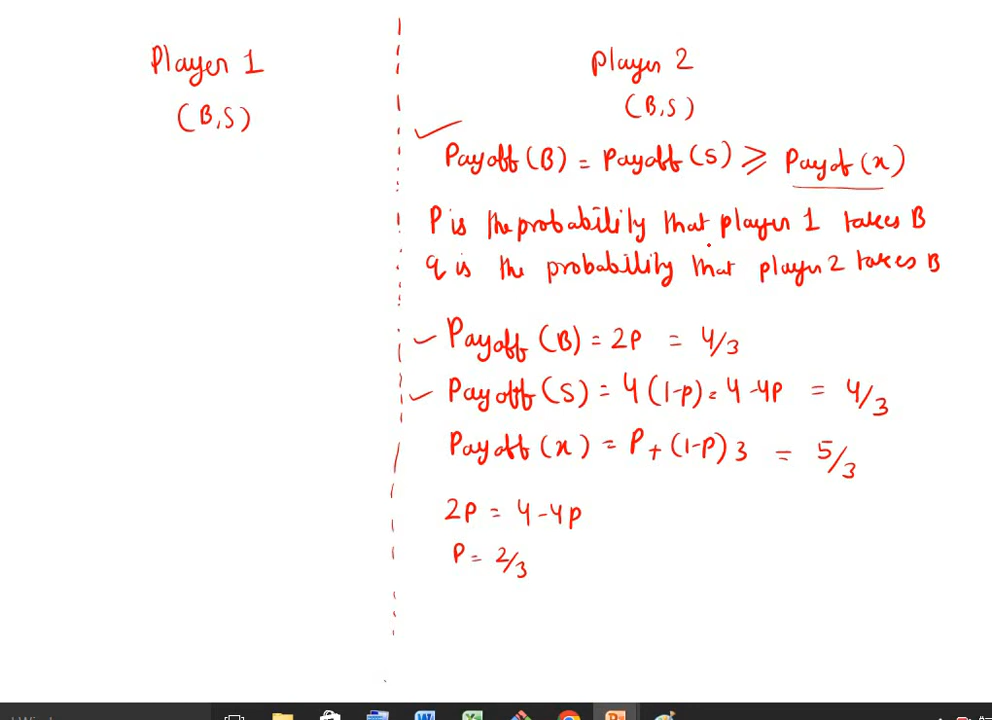 Player 1
(B,S)
Player 2
(B,S)
Payoff (B) = Payoff (S) ⩾ Payof (x)
P is the probability that player 1 takes B
q is the probability that player 2 takes B
Payoff (B) = 2P = 4/3
Payoff (S) = 4 (1-P) = 4-4P = 4/3
Payoff (x) = P + (1-P) 3 = 5/3
2P = 4-4P
P = 2/3